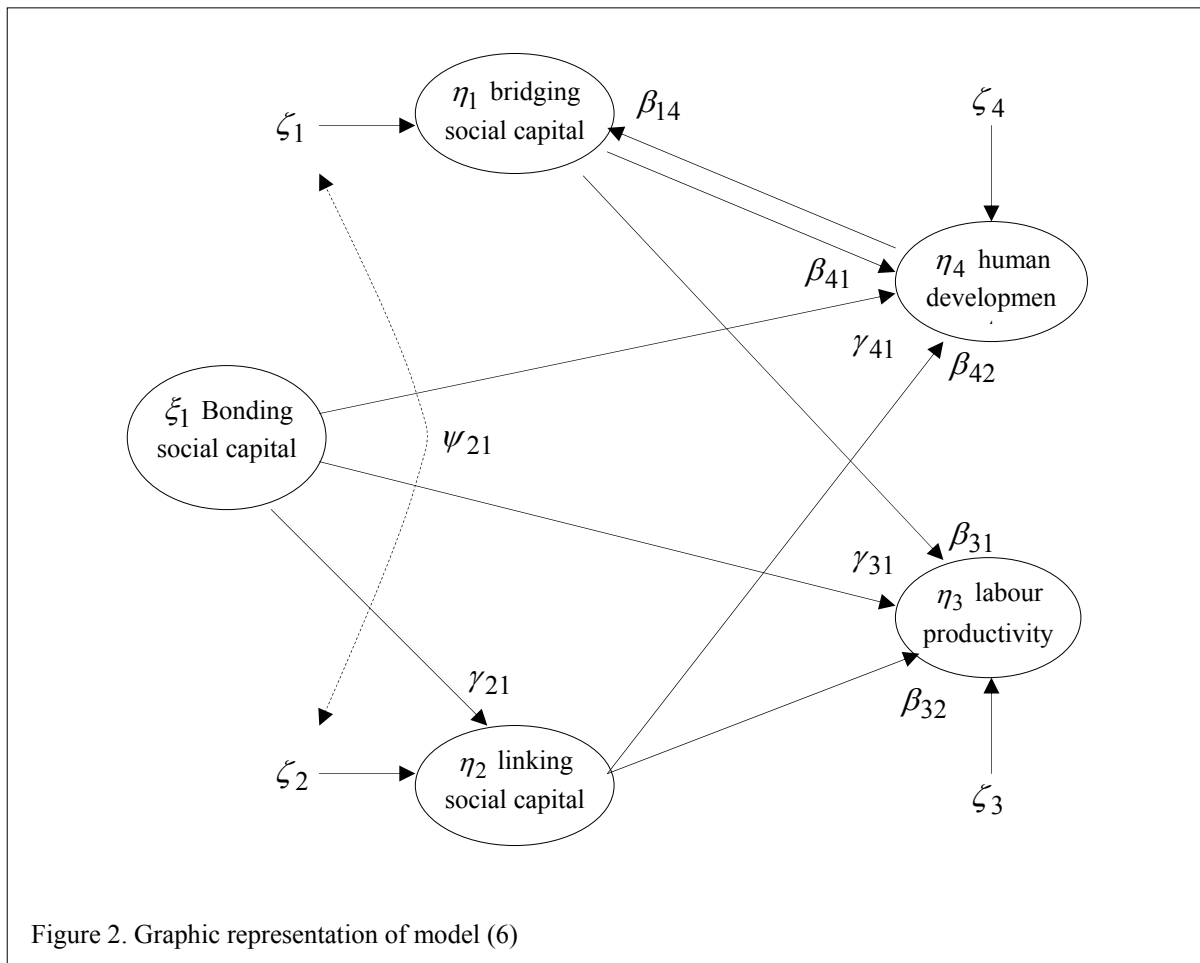 η1 bridging
social capital
β14
ζ4
ζ1
β41
η4 human
developmen
γ41
β42
ξ1 Bonding
social capital
ψ21
β31
γ31
η3 labour
productivity
γ21
β32
ζ2
η2 linking
social capital
ζ3
Figure 2. Graphic representation of model (6)